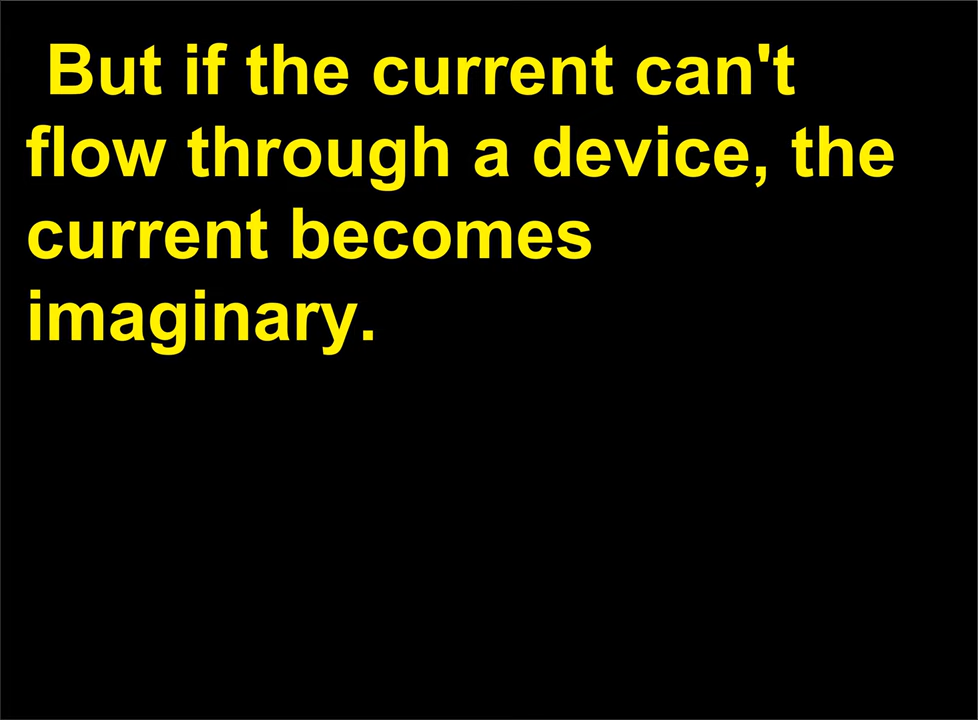 But if the current can't
flow through a device, the
current becomes
imaginary.